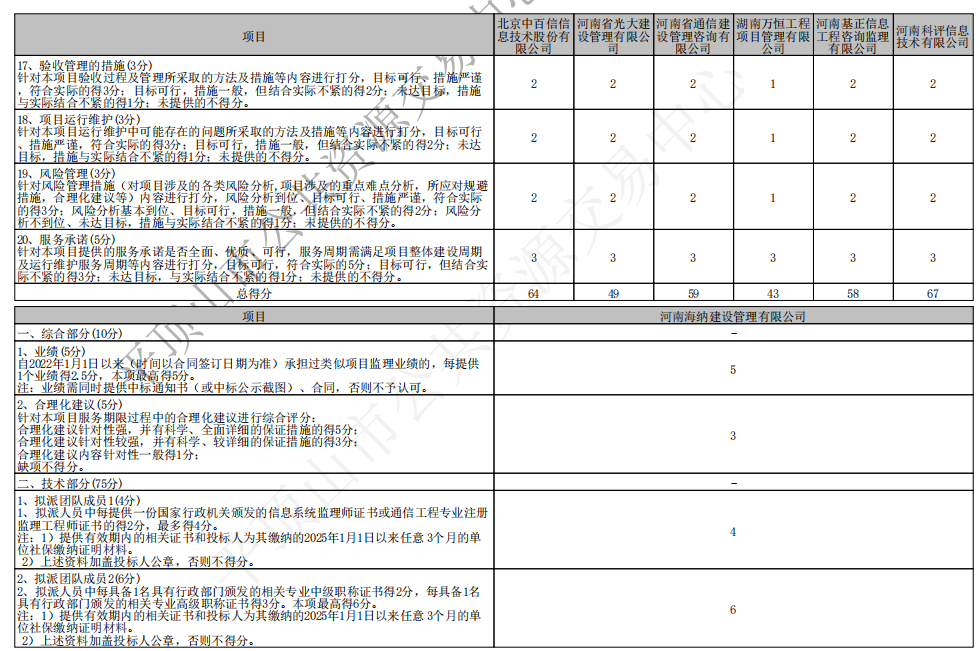 项目
北京中百信信
息技术股份有
限公司
河南省光大建
设管理有限公
司
河南省通信建
设管理咨询有
限公司
湖南万恒工程
项目管理有限
公司
河南基正信息
工程咨询监理
有限公司
河南科评信息
技术有限公司
17、验收管理的措施(3分)
针对本项目验收过程及管理所采取的方法及措施等内容进行打分，目标可行、措施严谨
，符合实际的得3分；目标可行，措施一般，但结合实际不紧的得2分；未达目标，措施
与实际结合不紧的得1分；未提供的不得分。
2 2 2 1 2 2
18、项目运行维护(3分)
针对本项目运行维护中可能存在的问题所采取的方法及措施等内容进行打分，目标可行
、措施严谨，符合实际的得3分；目标可行，措施一般，但结合实际不紧的得2分；未达
目标，措施与实际结合不紧的得1分；未提供的不得分。
2 2 2 1 2 2
19、风险管理(3分)
针对风险管理措施（对项目涉及的各类风险分析,项目涉及的重点难点分析，所应对规避
措施，合理化建议等）内容进行打分，风险分析到位、目标可行、措施严谨，符合实际
的得3分；风险分析基本到位、目标可行，措施一般，但结合实际不紧的得2分；风险分
析不到位、未达目标，措施与实际结合不紧的得1分；未提供的不得分。
2 2 2 1 2 2
20、服务承诺(5分)
针对本项目提供的服务承诺是否全面、优质、可行，服务周期需满足项目整体建设周期
及运行维护服务周期等内容进行打分，目标可行，符合实际的5分；目标可行，但结合实
际不紧的得3分；未达目标，与实际结合不紧的得1分；未提供的不得分。
3 3 3 3 3 3
总得分 64 49 59 43 58 67
项目 河南海纳建设管理有限公司
一、综合部分(10分) -
1、业绩(5分)
自2022年1月1日以来（时间以合同签订日期为准）承担过类似项目监理业绩的，每提供
1个业绩得2.5分，本项最高得5分。
注：业绩需同时提供中标通知书（或中标公示截图）、合同，否则不予认可。
5
2、合理化建议(5分)
针对本项目服务期限过程中的合理化建议进行综合评分：
合理化建议针对性强，并有科学、全面详细的保证措施的得5分；
合理化建议针对性较强，并有科学、较详细的保证措施的得3分；
合理化建议内容针对性一般得1分；
缺项不得分。
3
二、技术部分(75分) -
1、拟派团队成员1(4分)
1、拟派人员中每提供一份国家行政机关颁发的信息系统监理师证书或通信工程专业注册
监理工程师证书的得2分，最多得4分。
注：1）提供有效期内的相关证书和投标人为其缴纳的2025年1月1日以来任意 3个月的单
位社保缴纳证明材料。
2）上述资料加盖投标人公章，否则不得分。
4
2、拟派团队成员2(6分)
2、拟派人员中每具备1名具有行政部门颁发的相关专业中级职称证书得2分，每具备1名
具有行政部门颁发的相关专业高级职称证书得3分。本项最高得6分。
注：1）提供有效期内的相关证书和投标人为其缴纳的2025年1月1日以来任意 3个月的单
位社保缴纳证明材料。
2）上述资料加盖投标人公章，否则不得分。
6
平顶山市公共资源交易中心
平顶山市公共资源交易中心